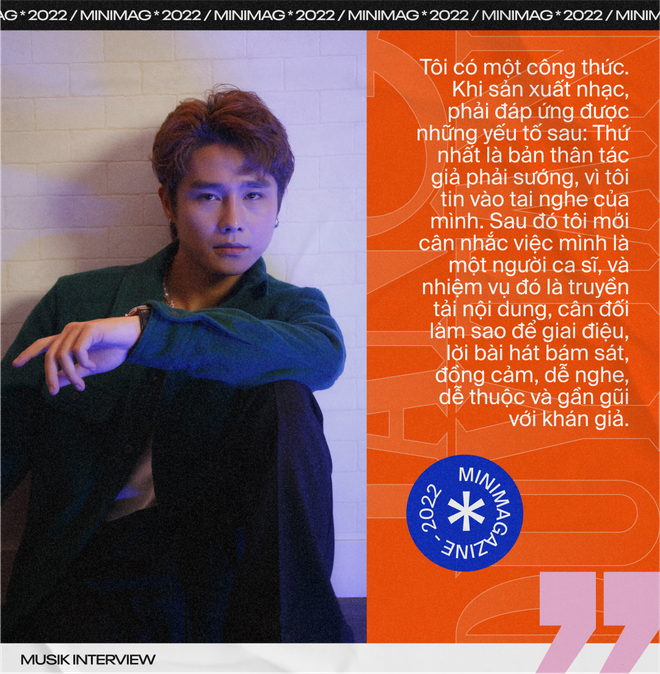 AG * 2022 / MINIMAG * 2022 / MINIMAG * 2022 / MINIMAG * 2022 / MINIMAG * 2022 / MINIM
Tôi có một công thức.
Khi sản xuất nhạc,
phải đáp ứng được
những yếu tố sau: Thứ
nhất là bản thân tác
giả phải sướng, vì tôi
tin vào tai nghe của
mình. Sau đó tôi mới
cân nhắc việc mình là
một người ca sĩ, và
nhiệm vụ đó là truyền
tải nội dung, cân đối
làm sao để giai điệu,
lời bài hát bám sát,
đồng cảm, dễ nghe,
dễ thuộc và gần gũi
với khán giả.
MINIMAGAZINE - 2022
*
”
MUSIK INTERVIEW